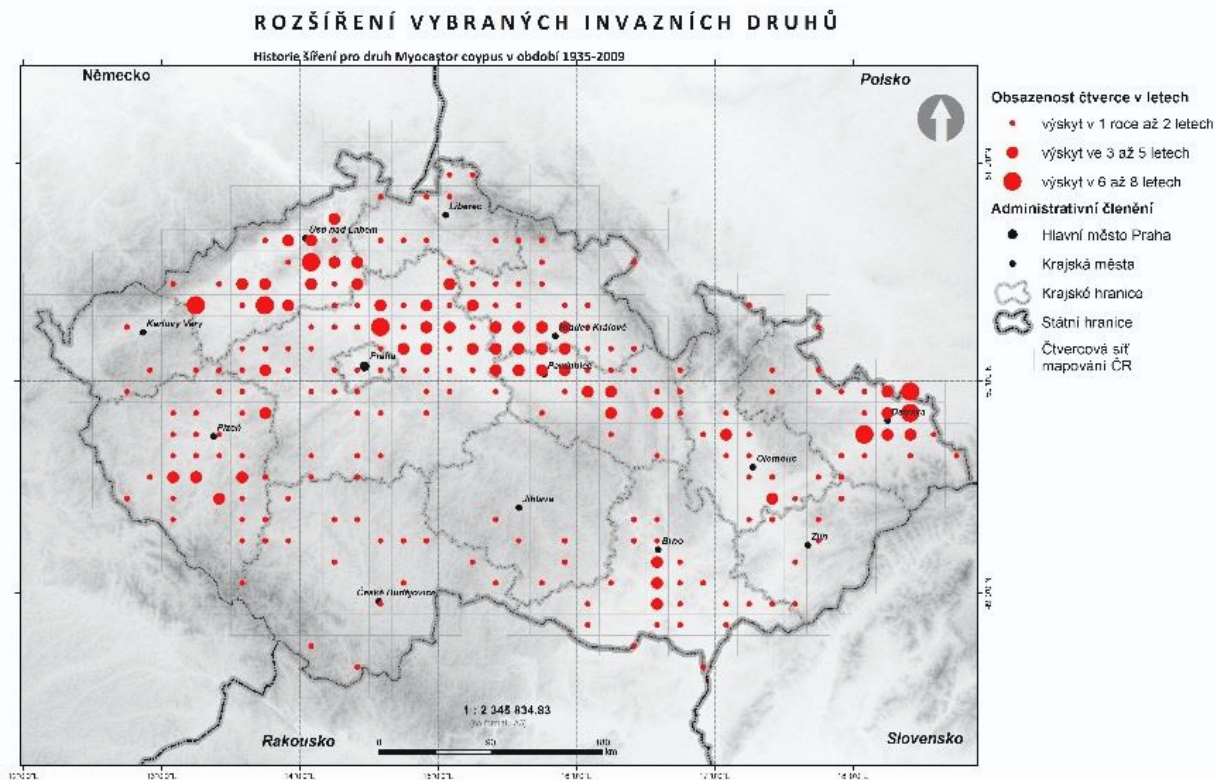 ROZŠÍŘENÍ VYBRANÝCH INVAZNÍCH DRUHŮ
Historie šíření pro druh Myocastor coypus v období 1935-2009
Německo
Polsko
Obsazenost čtverce v letech
výskyt v 1 roce až 2 letech
výskyt ve 3 až 5 letech
výskyt v 6 až 8 letech
Administrativní členění
Hlavní město Praha
Krajská města
Krajské hranice
Státní hranice
Čtvercová síť
mapování ČR
Liberec
Ústí nad Labem
Karlovy Vary
Hradec Králové
Praha
Pardubice
Plzeň
Ostrava
Olomouc
Jihlava
Brno
Zlín
České Budějovice
1 : 2 345 834.83
0 90 180
km
Rakousko
Slovensko